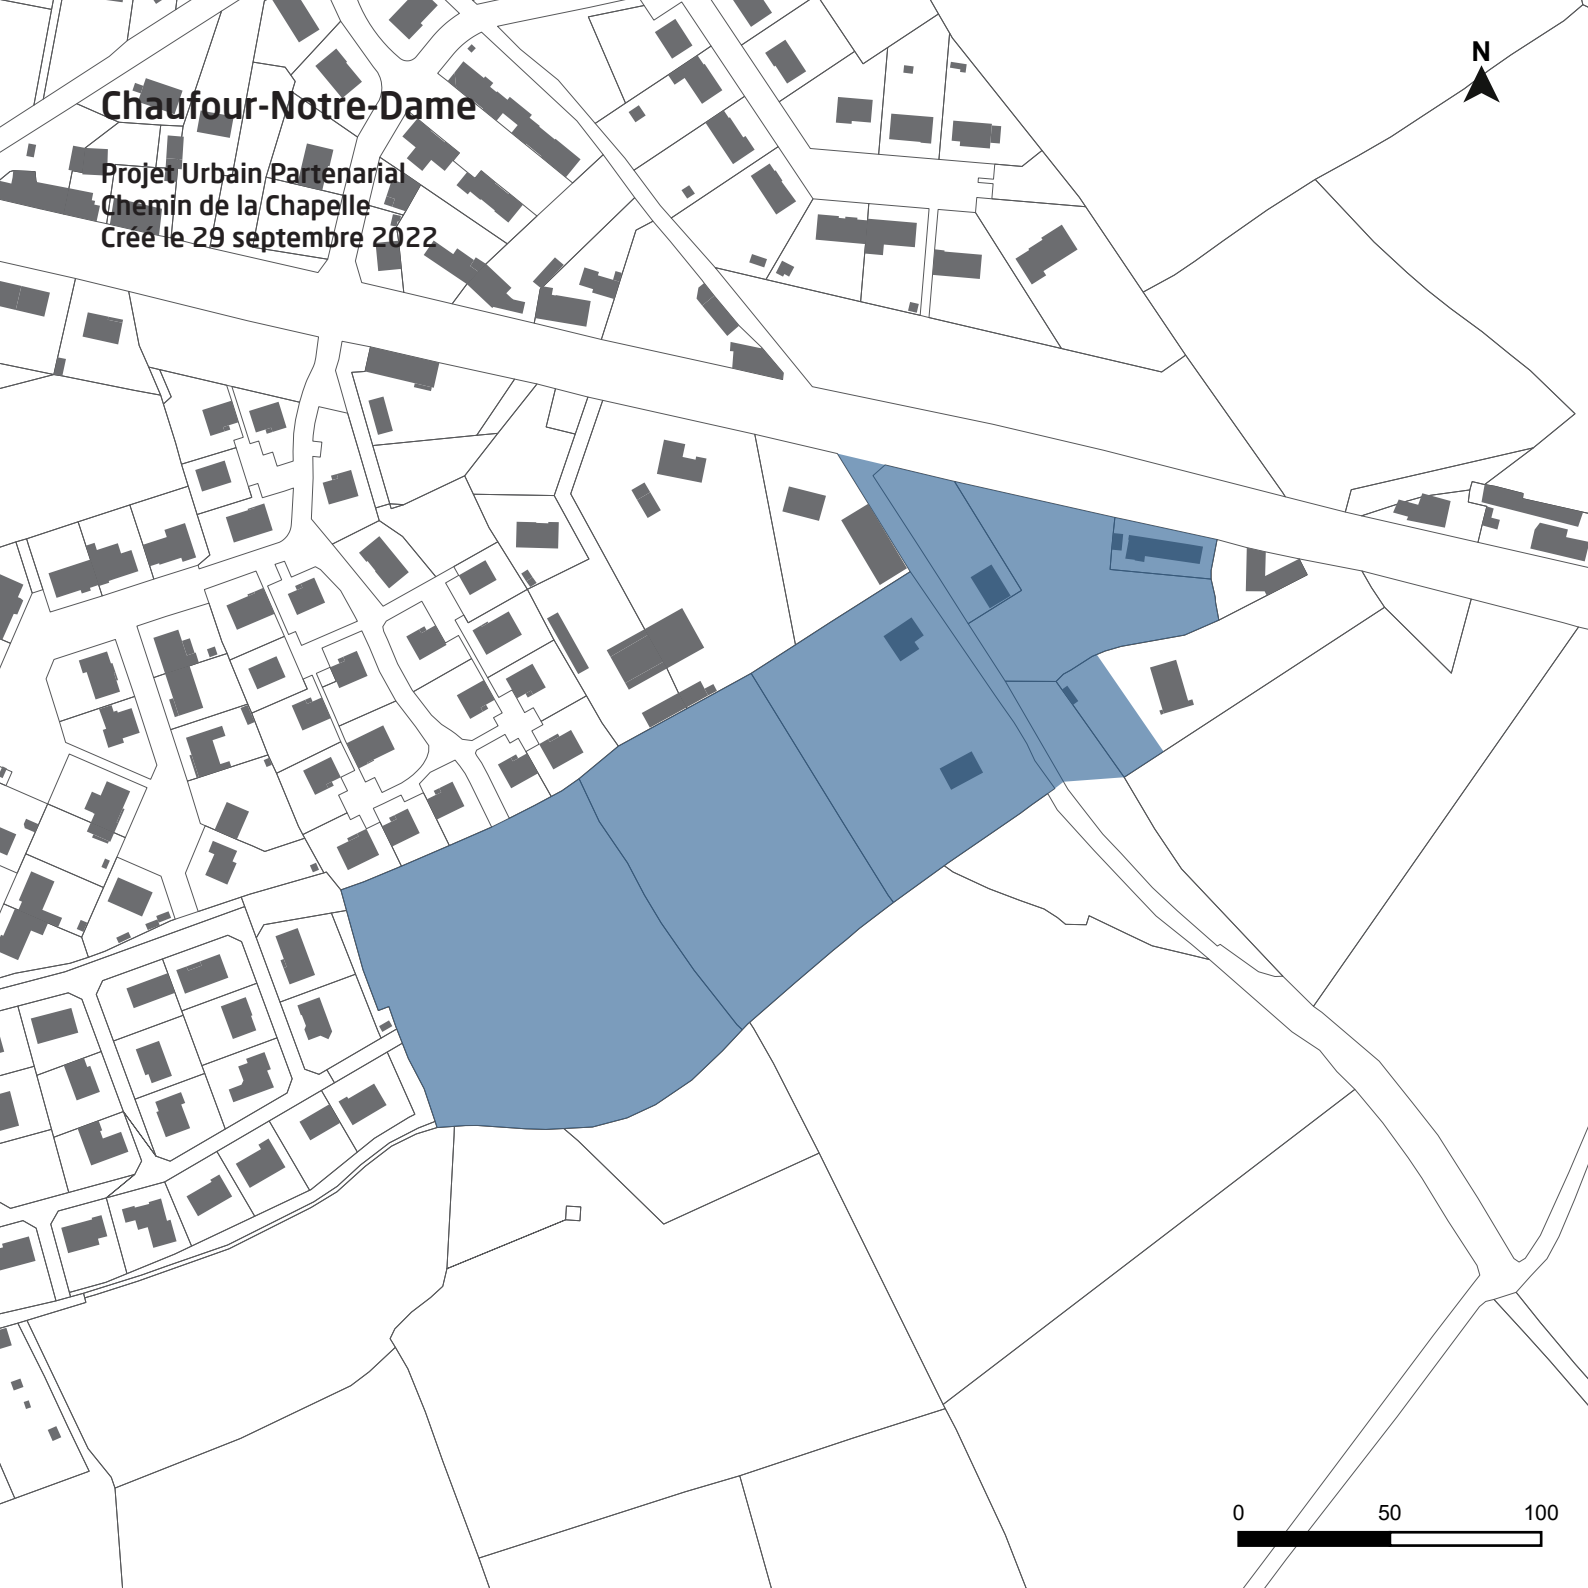 N
Chaufour-Notre-Dame
Projet Urbain Partenarial
Chemin de la Chapelle
Créé le 29 septembre 2022
0 50 100